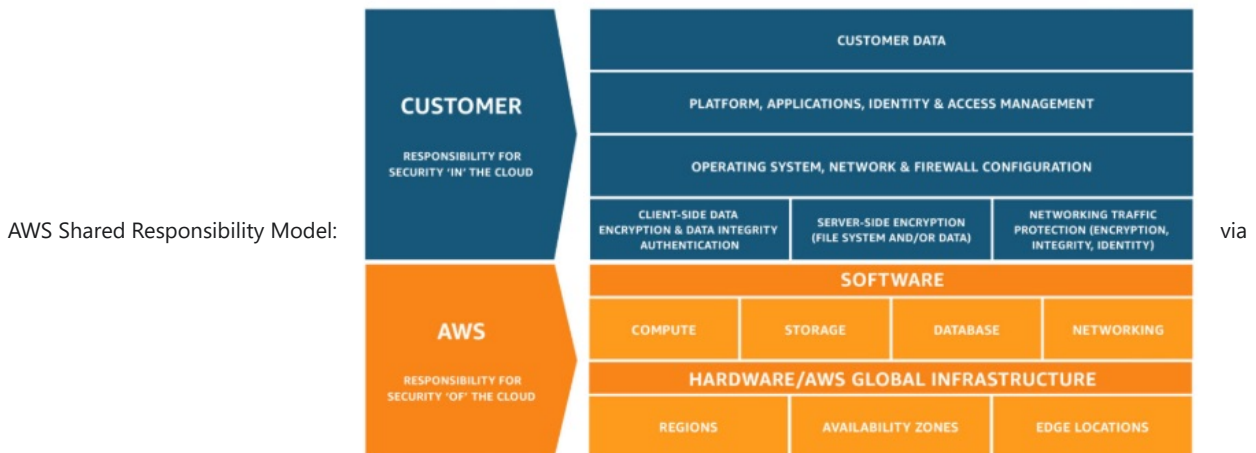 AWS Shared Responsibility Model:
CUSTOMER
RESPONSIBILITY FOR
SECURITY 'IN' THE CLOUD
CUSTOMER DATA
PLATFORM, APPLICATIONS, IDENTITY & ACCESS MANAGEMENT
OPERATING SYSTEM, NETWORK & FIREWALL CONFIGURATION
CLIENT-SIDE DATA
ENCRYPTION & DATA INTEGRITY
AUTHENTICATION
SERVER-SIDE ENCRYPTION
(FILE SYSTEM AND/OR DATA)
NETWORKING TRAFFIC
PROTECTION (ENCRYPTION,
INTEGRITY, IDENTITY)
via
AWS
RESPONSIBILITY FOR
SECURITY 'OF' THE CLOUD
SOFTWARE
COMPUTE
STORAGE
DATABASE
NETWORKING
HARDWARE/AWS GLOBAL INFRASTRUCTURE
REGIONS
AVAILABILITY ZONES
EDGE LOCATIONS